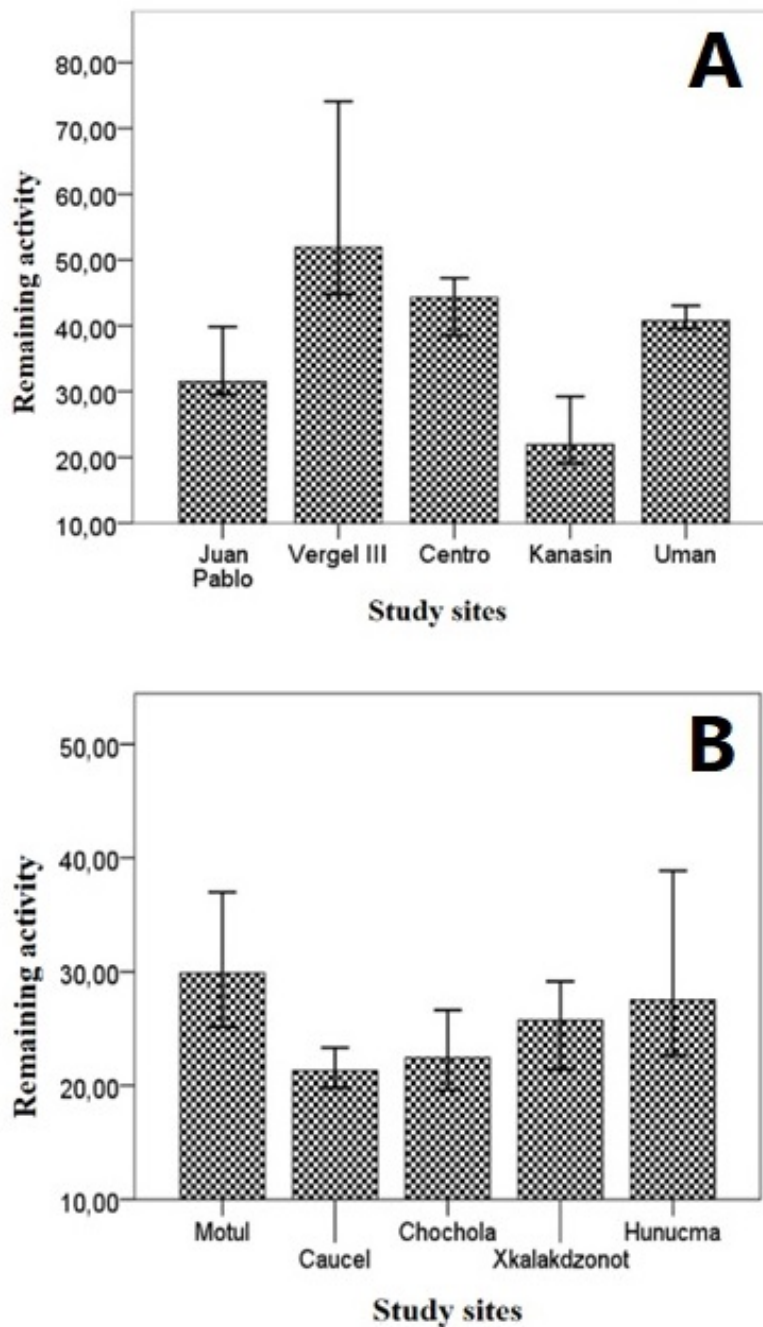 A
80,00
70,00
60,00
50,00
40,00
30,00
20,00
10,00
Remaining activity
Juan
Pablo
Vergel III
Centro
Kanasin
Uman
Study sites
B
50,00
40,00
30,00
20,00
10,00
Remaining activity
Motul
Caucel
Chochola
Xkalakdzonot
Hunucma
Study sites